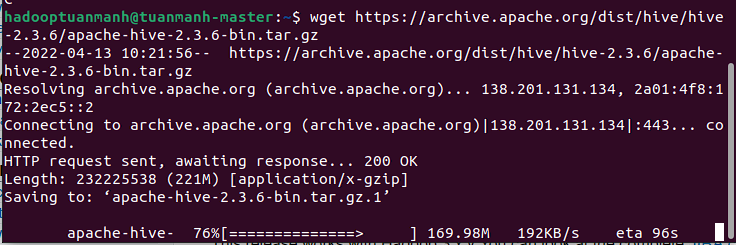 hadooptuanmanh@tuanmanh-master:~$ wget https://archive.apache.org/dist/hive/hive
-2.3.6/apache-hive-2.3.6-bin.tar.gz
--2022-04-13 10:21:56--  https://archive.apache.org/dist/hive/hive-2.3.6/apache-
hive-2.3.6-bin.tar.gz
Resolving archive.apache.org (archive.apache.org)... 138.201.131.134, 2a01:4f8:1
72:2ec5::2
Connecting to archive.apache.org (archive.apache.org)|138.201.131.134|:443... co
nnected.
HTTP request sent, awaiting response... 200 OK
Length: 232225538 (221M) [application/x-gzip]
Saving to: ‘apache-hive-2.3.6-bin.tar.gz.1’
apache-hive-  76%[==============>     ] 169.98M   192KB/s    eta 96s